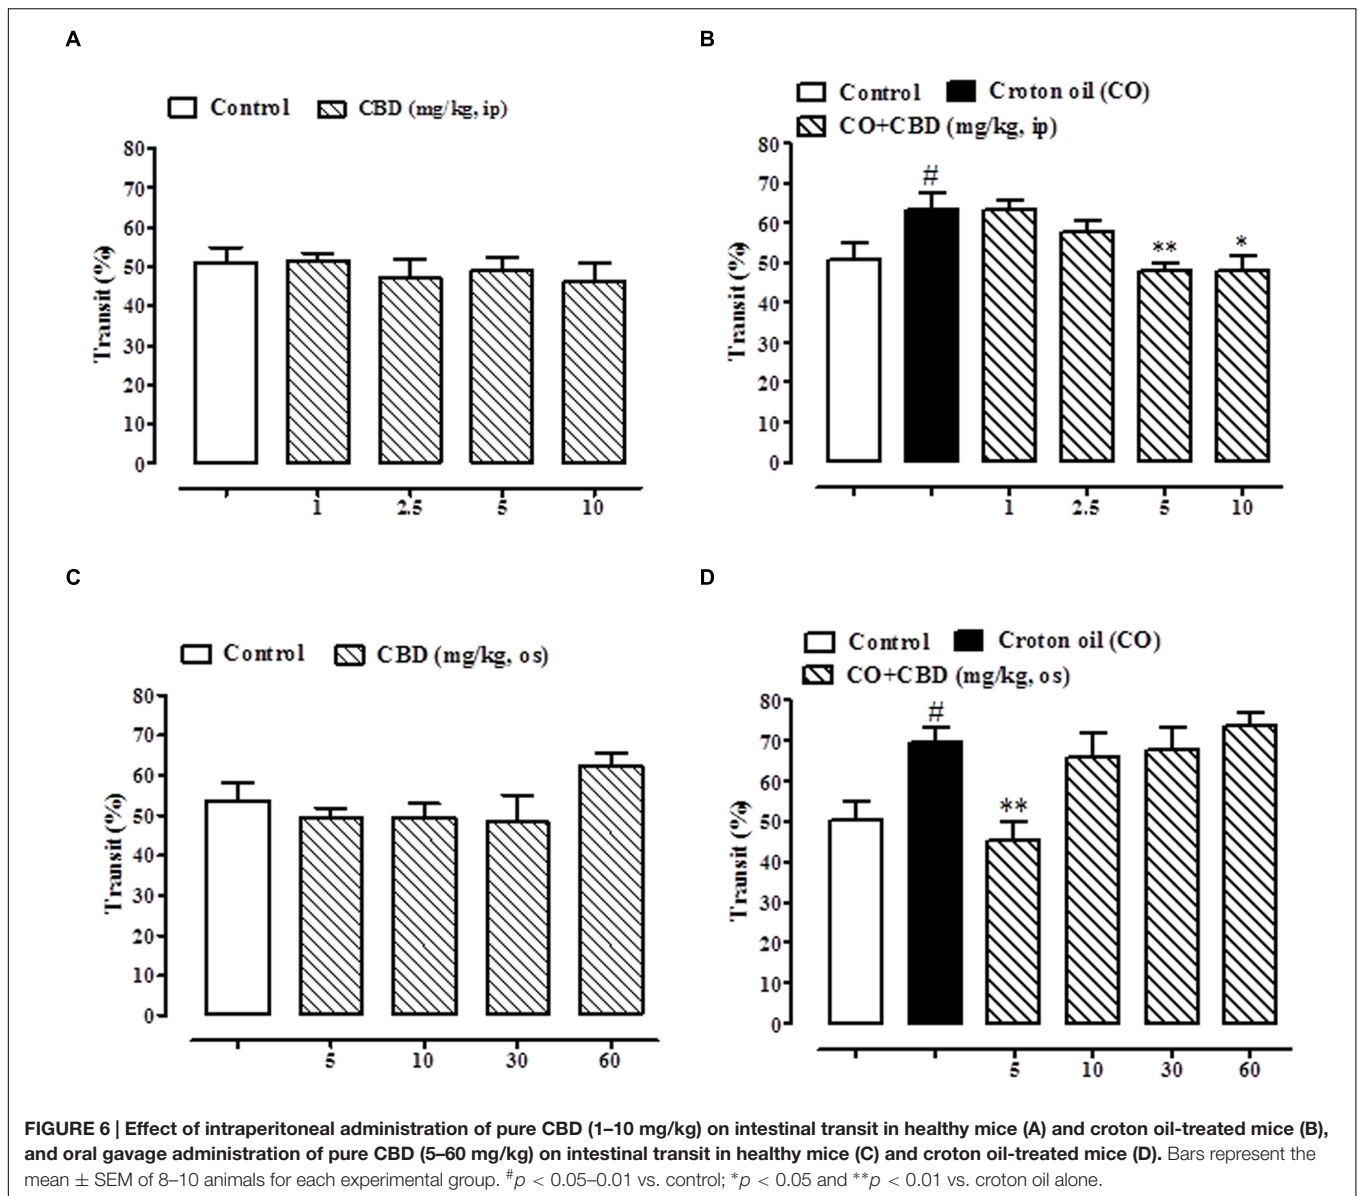 A
Control CBD (mg/kg, ip)
80
70
60
50
40
30
20
10
0
Transit (%)
1 2.5 5 10
B
Control Croton oil (CO)
CO+CBD (mg/kg, ip)
80
70
60
50
40
30
20
10
0
Transit (%)
#
**
*
1 2.5 5 10
C
Control CBD (mg/kg, os)
80
70
60
50
40
30
20
10
0
Transit (%)
5 10 30 60
D
Control Croton oil (CO)
CO+CBD (mg/kg, os)
80
70
60
50
40
30
20
10
0
Transit (%)
#
**
5 10 30 60
FIGURE 6 | Effect of intraperitoneal administration of pure CBD (1–10 mg/kg) on intestinal transit in healthy mice (A) and croton oil-treated mice (B),
and oral gavage administration of pure CBD (5–60 mg/kg) on intestinal transit in healthy mice (C) and croton oil-treated mice (D). Bars represent the
mean ± SEM of 8–10 animals for each experimental group. #p < 0.05–0.01 vs. control; *p < 0.05 and **p < 0.01 vs. croton oil alone.